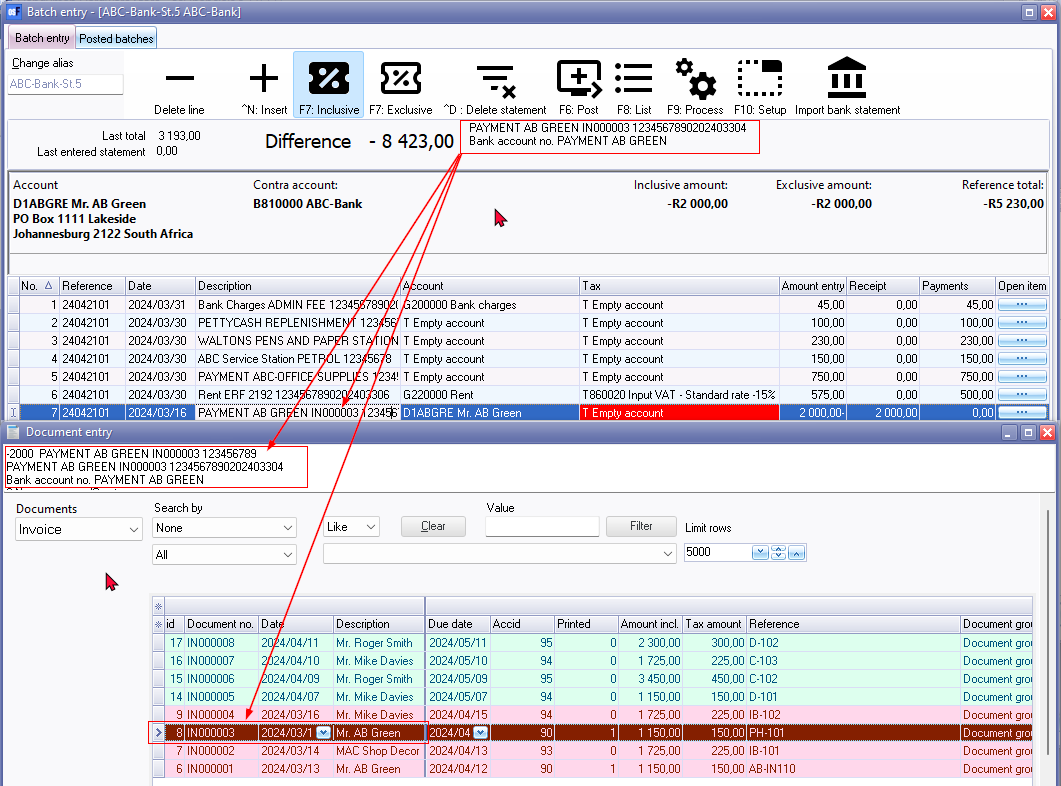 Batch entry - [ABC-Bank-St.5 ABC-Bank]
Batch entry Posted batches
Change alias
ABC-Bank-St.5
Delete line ^N: Insert F7: Inclusive F7: Exclusive ^D : Delete statement F6: Post F8: List F9: Process F10: Setup Import bank statement
Last total 3 193,00
Last entered statement 0,00
Difference - 8 423,00
PAYMENT AB GREEN IN000003 1234567890202403304
Bank account no. PAYMENT AB GREEN
Account Contra account: Inclusive amount: Exclusive amount: Reference total:
D1ABGRE Mr. AB Green B810000 ABC-Bank -R2 000,00 -R2 000,00 -R5 230,00
PO Box 1111 Lakeside
Johannesburg 2122 South Africa
No. Reference Date Description Account Tax Amount entry Receipt Payments Open item
1 24042101 2024/03/31 Bank Charges ADMIN FEE 123456789020 G200000 Bank charges T Empty account 45,00 0,00 45,00 ...
2 24042101 2024/03/30 PETTYCASH REPLENISHMENT 123456 T Empty account T Empty account 100,00 0,00 100,00 ...
3 24042101 2024/03/30 WALTONS PENS AND PAPER STATION T Empty account T Empty account 230,00 0,00 230,00 ...
4 24042101 2024/03/30 ABC Service Station PETROL 12345678 T Empty account T Empty account 150,00 0,00 150,00 ...
5 24042101 2024/03/30 PAYMENT ABC-OFFICE SUPPLIES 1234 T Empty account T Empty account 750,00 0,00 750,00 ...
6 24042101 2024/03/30 Rent ERF 2192 1234567890202403306 G220000 Rent T860020 Input VAT - Standard rate -15% 575,00 0,00 500,00 ...
7 24042101 2024/03/16 PAYMENT AB GREEN IN000003 123456 D1ABGRE Mr. AB Green T Empty account 2 000,00- 2 000,00 0,00 ...
Document entry
-2000 PAYMENT AB GREEN IN000003 123456789
PAYMENT AB GREEN IN000003 1234567890202403304
Bank account no. PAYMENT AB GREEN
Documents Search by Value
Invoice None Like Clear Filter Limit rows
All 5000
id Document no. Date Description Due date Accid Printed Amount incl. Tax amount Reference Document grou
17 IN000008 2024/04/11 Mr. Roger Smith 2024/05/11 95 0 2 300,00 300,00 D-102 Document grou
16 IN000007 2024/04/10 Mr. Mike Davies 2024/05/10 94 0 1 725,00 225,00 C-103 Document grou
15 IN000006 2024/04/09 Mr. Roger Smith 2024/05/09 95 0 3 450,00 450,00 C-102 Document grou
14 IN000005 2024/04/07 Mr. Mike Davies 2024/05/07 94 0 1 150,00 150,00 D-101 Document grou
9 IN000004 2024/03/16 Mr. Mike Davies 2024/04/15 94 0 1 725,00 225,00 IB-102 Document grou
8 IN000003 2024/03/1 Mr. AB Green 2024/04 90 1 1 150,00 150,00 PH-101 Document grou
7 IN000002 2024/03/14 MAC Shop Decor 2024/04/13 93 0 1 725,00 225,00 IB-101 Document grou
6 IN000001 2024/03/13 Mr. AB Green 2024/04/12 90 1 1 150,00 150,00 AB-IN110 Document grou